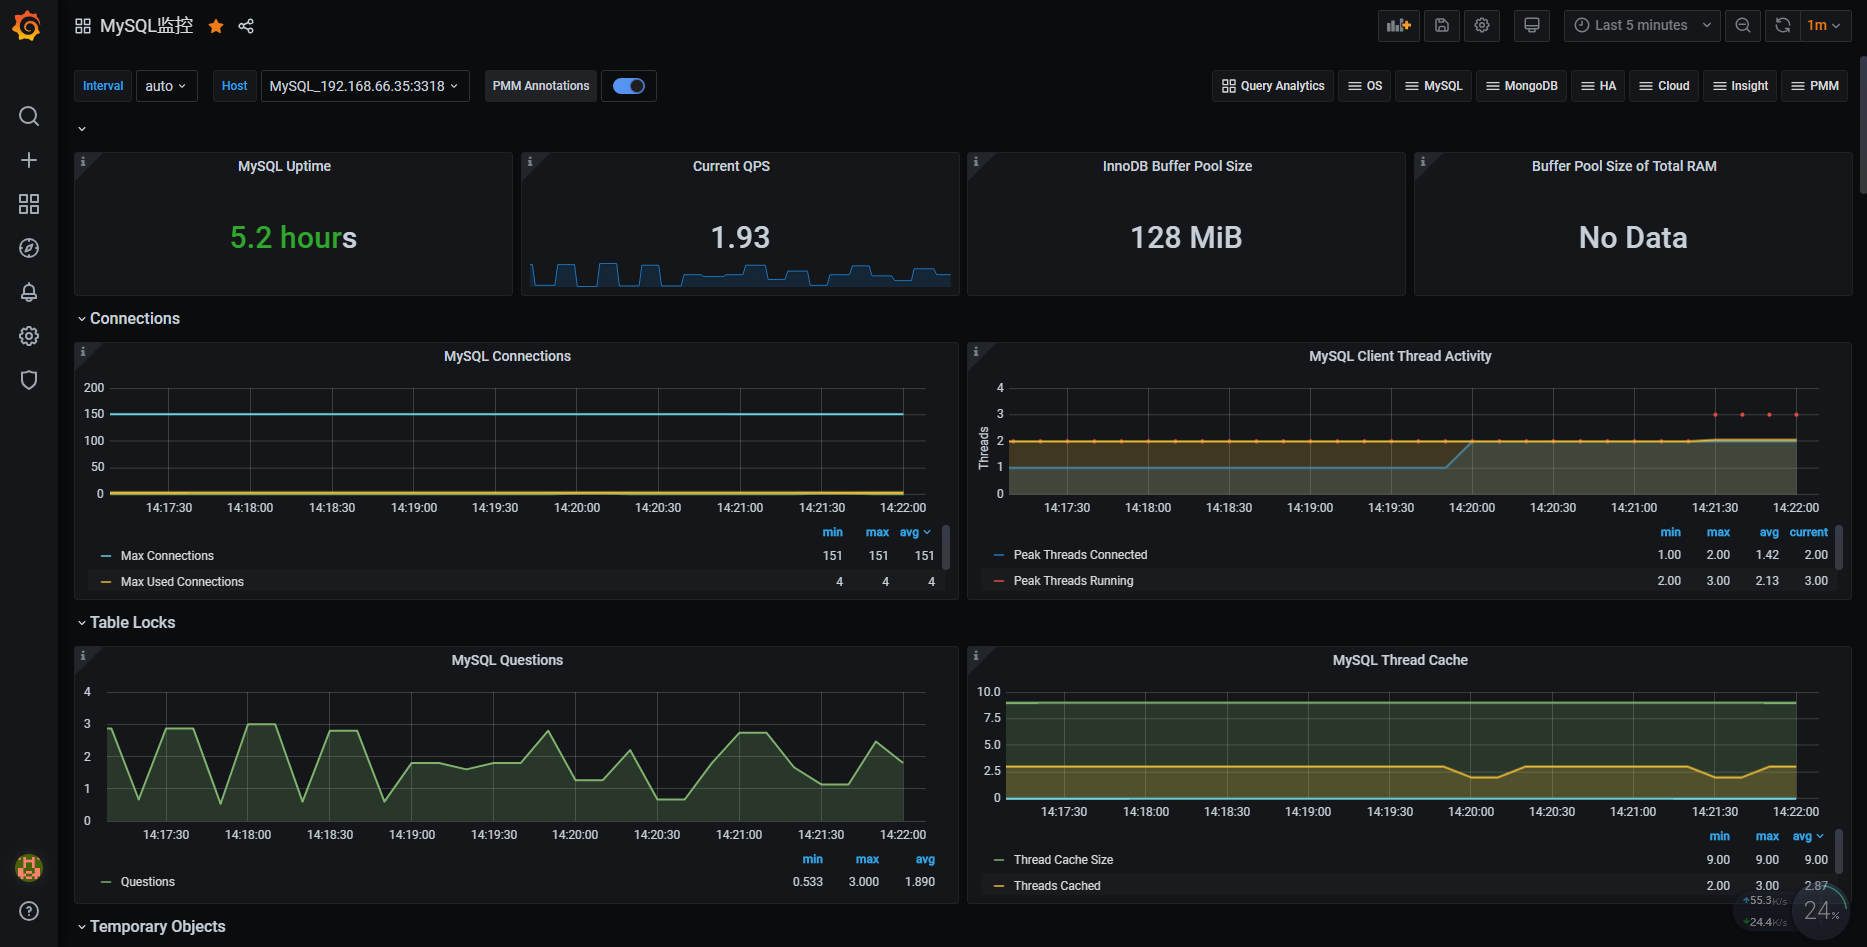 MySQL监控
Last 5 minutes
1m
Interval
auto
Host
MySQL_192.168.66.35:3318
PMM Annotations
Query Analytics
OS
MySQL
MongoDB
HA
Cloud
Insight
PMM
MySQL Uptime
5.2 hours
Current QPS
1.93
InnoDB Buffer Pool Size
128 MiB
Buffer Pool Size of Total RAM
No Data
Connections
MySQL Connections
200
150
100
50
0
14:17:30 14:18:00 14:18:30 14:19:00 14:19:30 14:20:00 14:20:30 14:21:00 14:21:30 14:22:00
min max avg
Max Connections 151 151 151
Max Used Connections 4 4 4
MySQL Client Thread Activity
Threads
4
3
2
1
0
14:17:30 14:18:00 14:18:30 14:19:00 14:19:30 14:20:00 14:20:30 14:21:00 14:21:30 14:22:00
min max avg current
Peak Threads Connected 1.00 2.00 1.42 2.00
Peak Threads Running 2.00 3.00 2.13 3.00
Table Locks
MySQL Questions
4
3
2
1
0
14:17:30 14:18:00 14:18:30 14:19:00 14:19:30 14:20:00 14:20:30 14:21:00 14:21:30 14:22:00
min max avg
Questions 0.533 3.000 1.890
MySQL Thread Cache
10.0
7.5
5.0
2.5
0
14:17:30 14:18:00 14:18:30 14:19:00 14:19:30 14:20:00 14:20:30 14:21:00 14:21:30 14:22:00
min max avg
Thread Cache Size 9.00 9.00 9.00
Threads Cached 2.00 3.00 2.87
55.3K/s
24.4K/s
24%
Temporary Objects